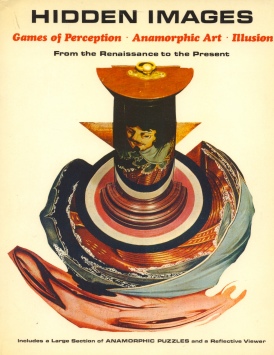 HIDDEN IMAGES
Games of Perception · Anamorphic Art · Illusion
From the Renaissance to the Present
Includes a Large Section of ANAMORPHIC PUZZLES and a Reflective Viewer